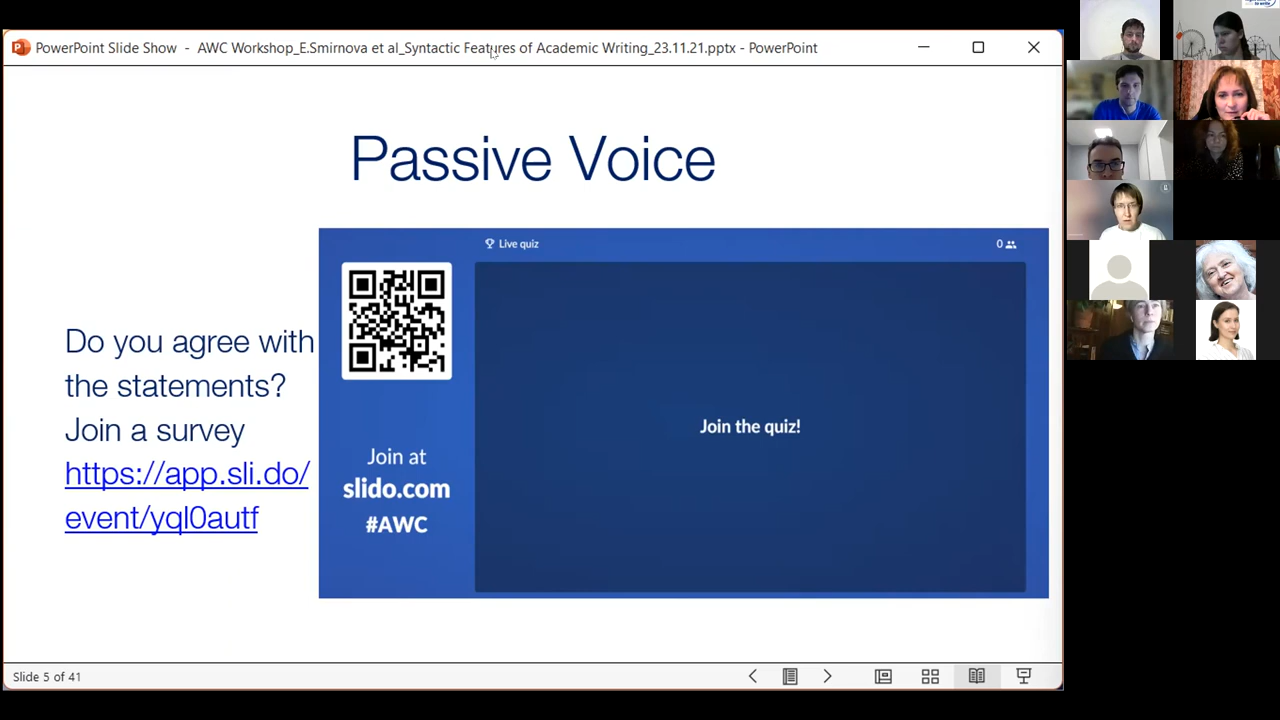 PowerPoint Slide Show - AWC Workshop_E.Smirnova et al_Syntactic Features of Academic Writing_23.11.21.pptx - PowerPoint
Passive Voice
Do you agree with
the statements?
Join a survey
https://app.sli.do/
event/yql0autf
Live quiz
0
Join at
slido.com
#AWC
Join the quiz!
Slide 5 of 41